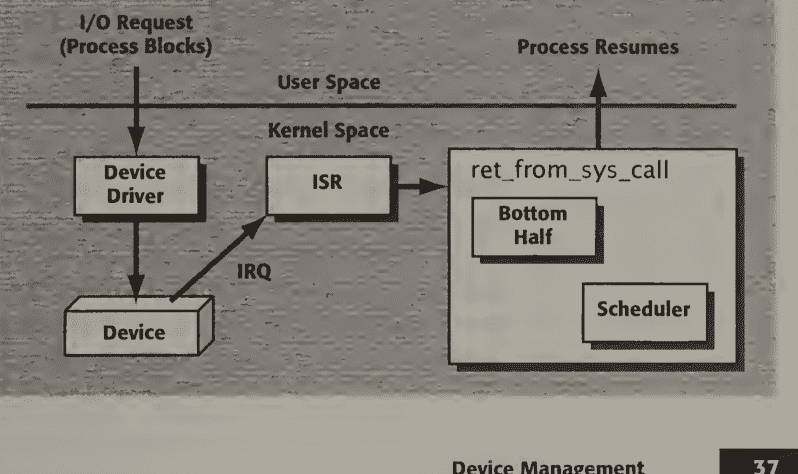 I/O Request
(Process Blocks)
Process Resumes
User Space
Kernel Space
Device
Driver
ISR
ret_from_sys_call
Bottom
Half
IRQ
Scheduler
Device
Device Management
37